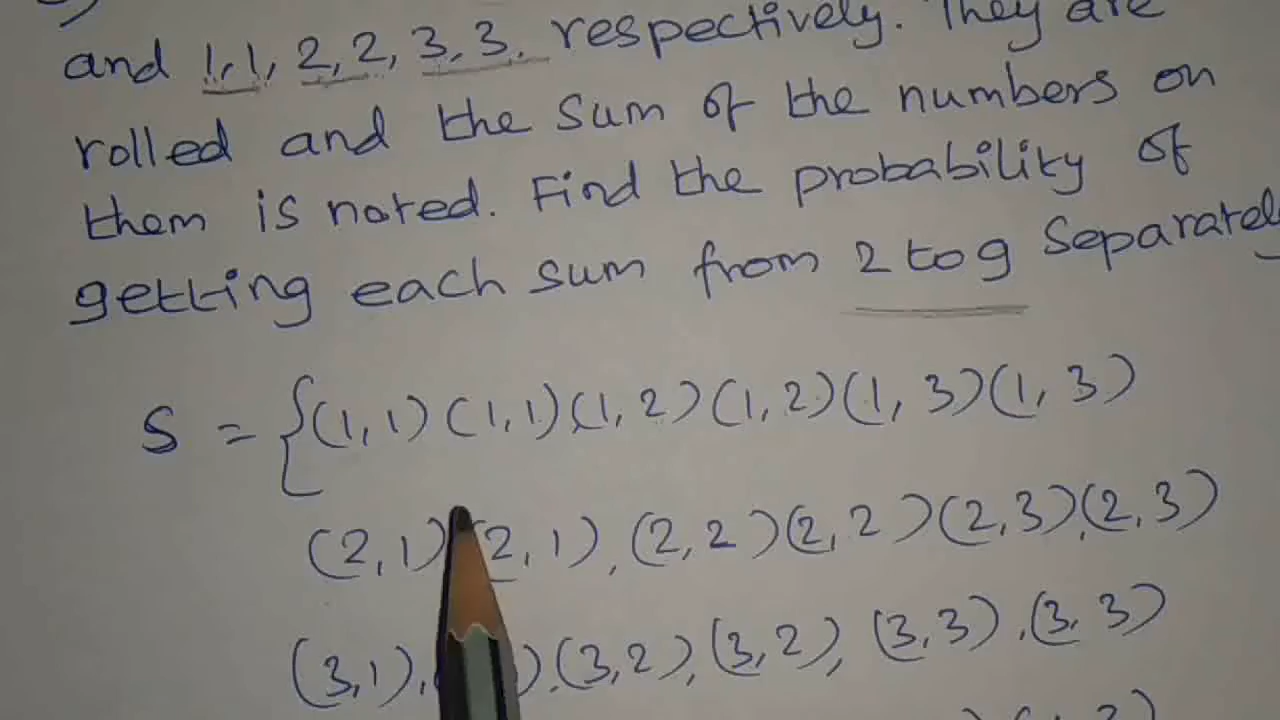 and 1, 1, 2, 2, 3, 3. respectively. They are
rolled and the sum of the numbers on
them is noted. Find the probability of
getting each sum from 2 to 9 separately
S = {(1,1) (1,1) (1,2) (1,2) (1,3) (1,3)
(2,1) (2,1), (2,2) (2,2) (2,3), (2,3)
(3,1), (3,2), (3,2), (3,3), (3,3)